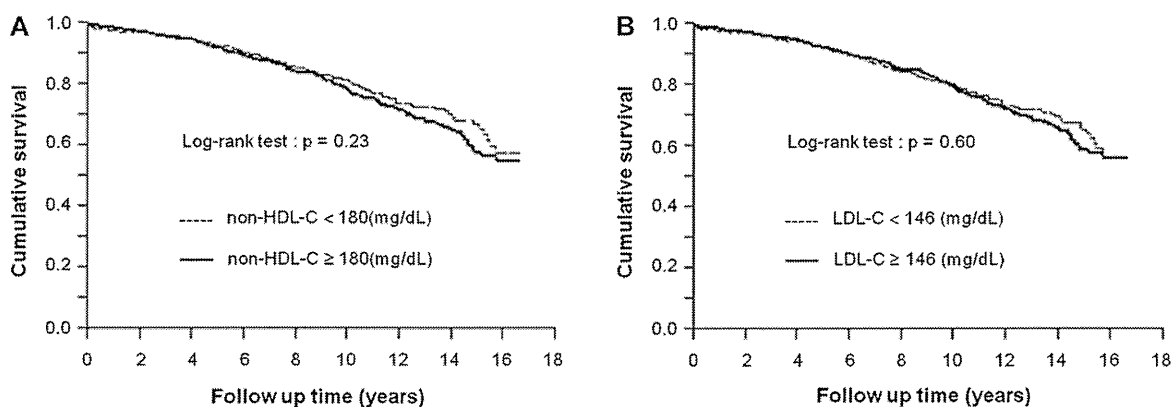 A
Cumulative survival
1.0
0.8
0.6
0.4
0.2
0.0
Log-rank test : p = 0.23
non-HDL-C < 180(mg/dL)
non-HDL-C ≥ 180(mg/dL)
0 2 4 6 8 10 12 14 16 18
Follow up time (years)
B
Cumulative survival
1.0
0.8
0.6
0.4
0.2
0.0
Log-rank test : p = 0.60
LDL-C < 146 (mg/dL)
LDL-C ≥ 146 (mg/dL)
0 2 4 6 8 10 12 14 16 18
Follow up time (years)